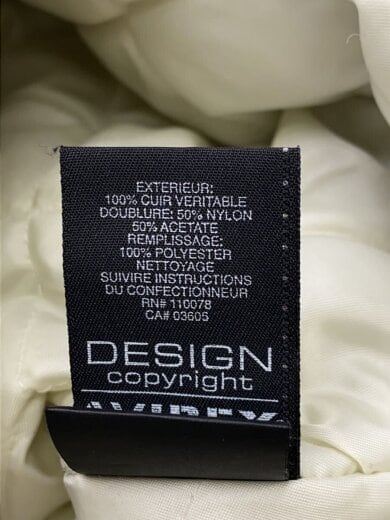 EXTERIEUR:
100% CUIR VERITABLE
DOUBLURE: 50% NYLON
50% ACETATE
REMPLISSAGE:
100% POLYESTER
NETTOYAGE
SUIVIRE INSTRUCTIONS
DU CONFECTIONNEUR
RN# 110078
CA# 03605
DESIGN
copyright